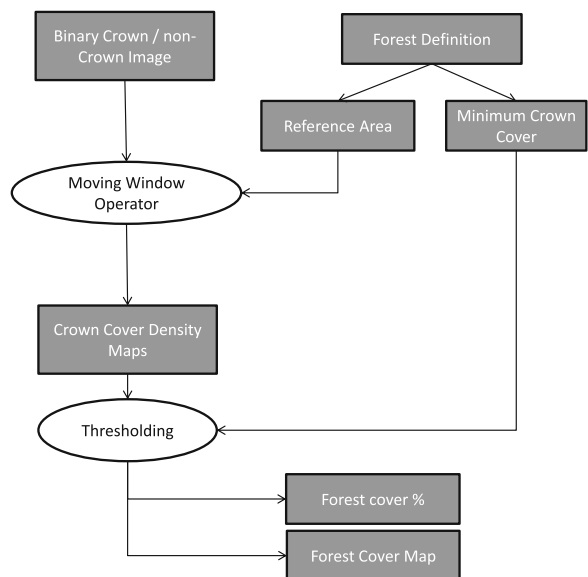 Binary Crown / non-
Crown Image
Forest Definition
Reference Area
Minimum Crown
Cover
Moving Window
Operator
Crown Cover Density
Maps
Thresholding
Forest cover %
Forest Cover Map